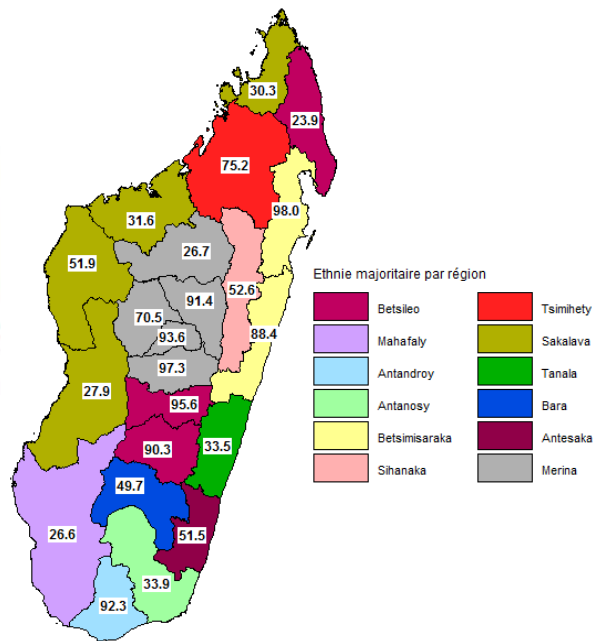 30.3
23.9
75.2
98.0
31.6
26.7
51.9
52.6
91.4
70.5
88.4
93.6
97.3
27.9
95.6
90.3
33.5
49.7
26.6
51.5
33.9
92.3
Ethnie majoritaire par région
Betsileo
Tsimihety
Mahafaly
Sakalava
Antandroy
Tanala
Antanosy
Bara
Betsimisaraka
Antesaka
Sihanaka
Merina